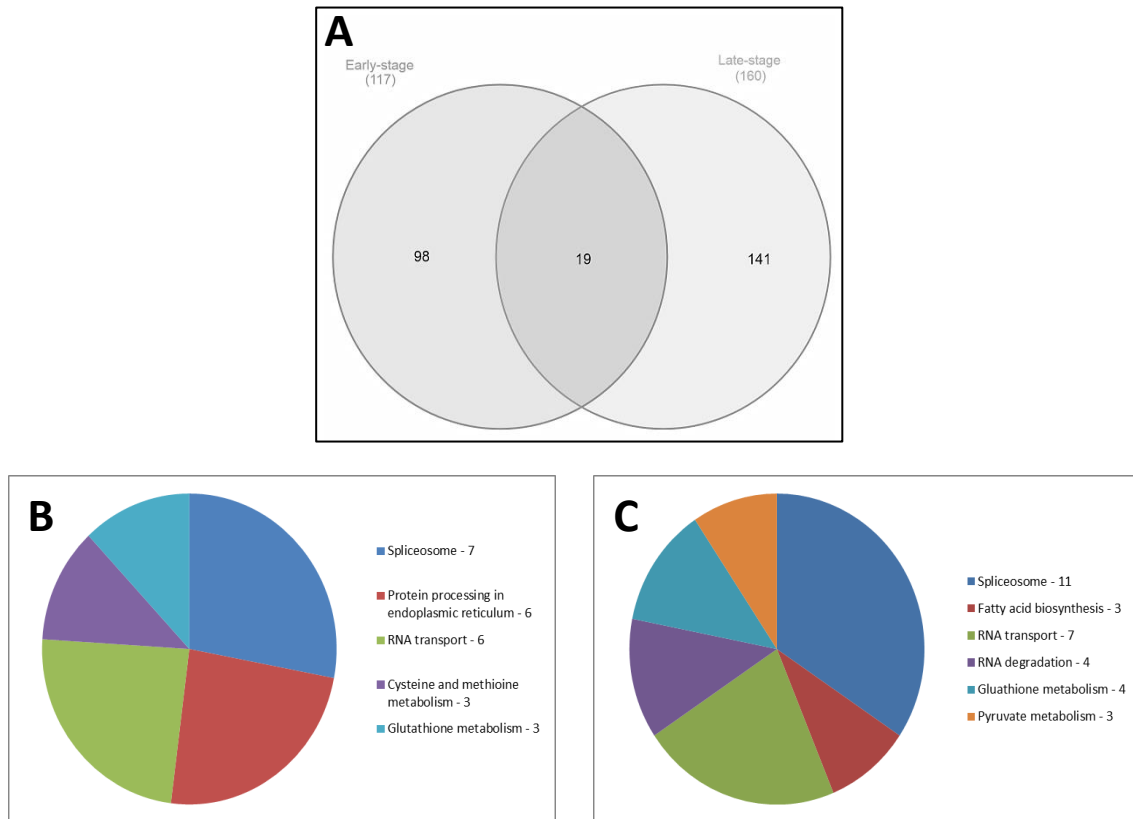 A
Early-stage
(117)
Late-stage
(160)
98
19
141
B
Spliceosome - 7
Protein processing in
endoplasmic reticulum - 6
RNA transport - 6
Cysteine and methioine
metabolism - 3
Glutathione metabolism - 3
C
Spliceosome - 11
Fatty acid biosynthesis - 3
RNA transport - 7
RNA degradation - 4
Gluathione metabolism - 4
Pyruvate metabolism - 3